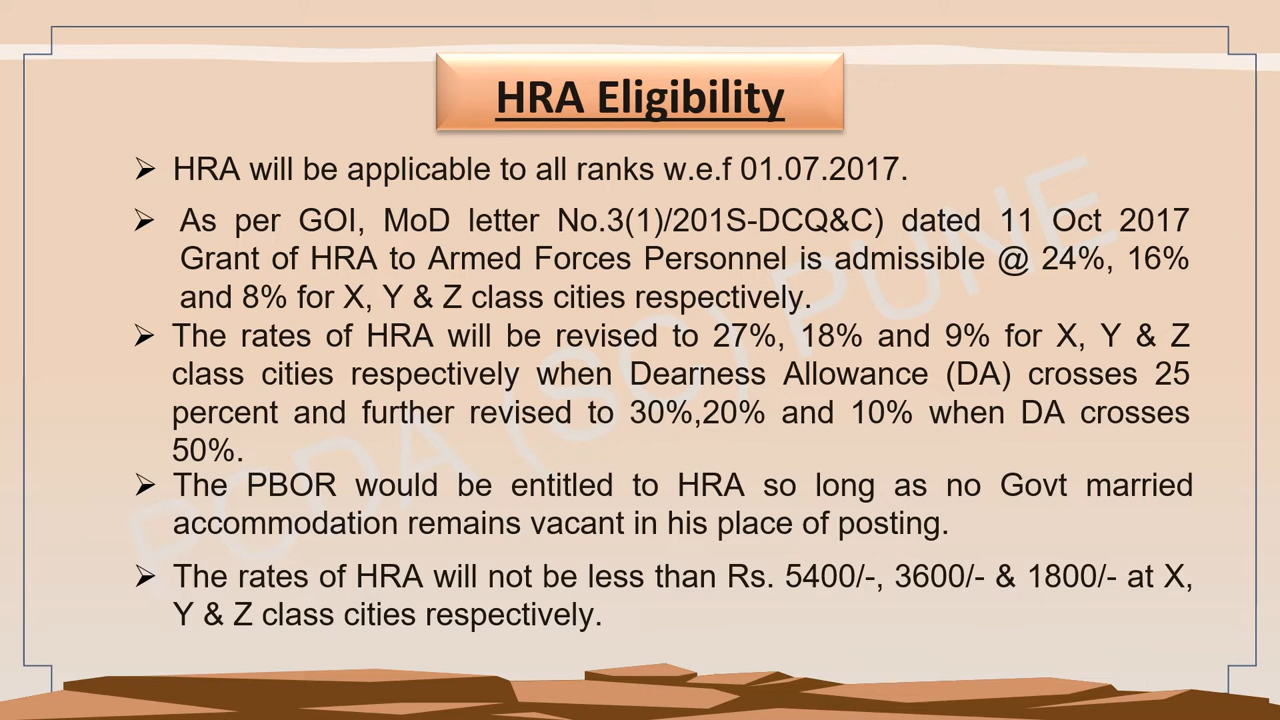 HRA Eligibility
➢ HRA will be applicable to all ranks w.e.f 01.07.2017.
➢ As per GOI, MoD letter No.3(1)/201S-DCQ&C) dated 11 Oct 2017
Grant of HRA to Armed Forces Personnel is admissible @ 24%, 16%
and 8% for X, Y & Z class cities respectively.
➢ The rates of HRA will be revised to 27%, 18% and 9% for X, Y & Z
class cities respectively when Dearness Allowance (DA) crosses 25
percent and further revised to 30%,20% and 10% when DA crosses
50%.
➢ The PBOR would be entitled to HRA so long as no Govt married
accommodation remains vacant in his place of posting.
➢ The rates of HRA will not be less than Rs. 5400/-, 3600/- & 1800/- at X,
Y & Z class cities respectively.
PCDA (SC) PUNE